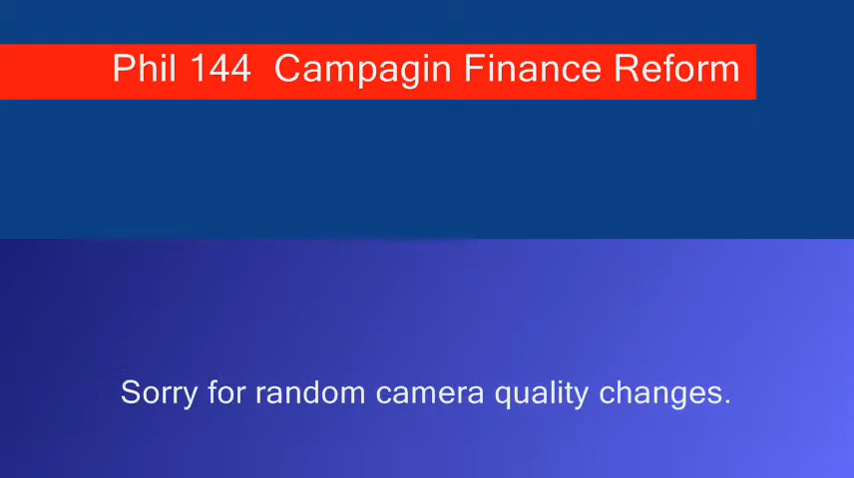 Phil 144  Campagin Finance Reform
Sorry for random camera quality changes.